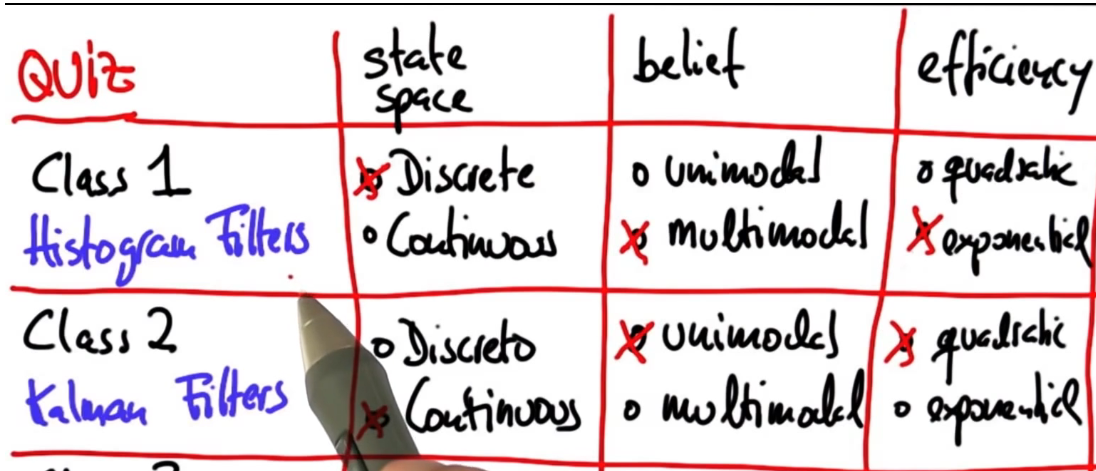 QUIZ
state
space
belief
efficiency
Class 1
Histogram Filters
Discrete
Continuous
unimodal
multimodal
quadratic
exponential
Class 2
Kalman Filters
Discrete
Continuous
unimodal
multimodal
quadratic
exponential